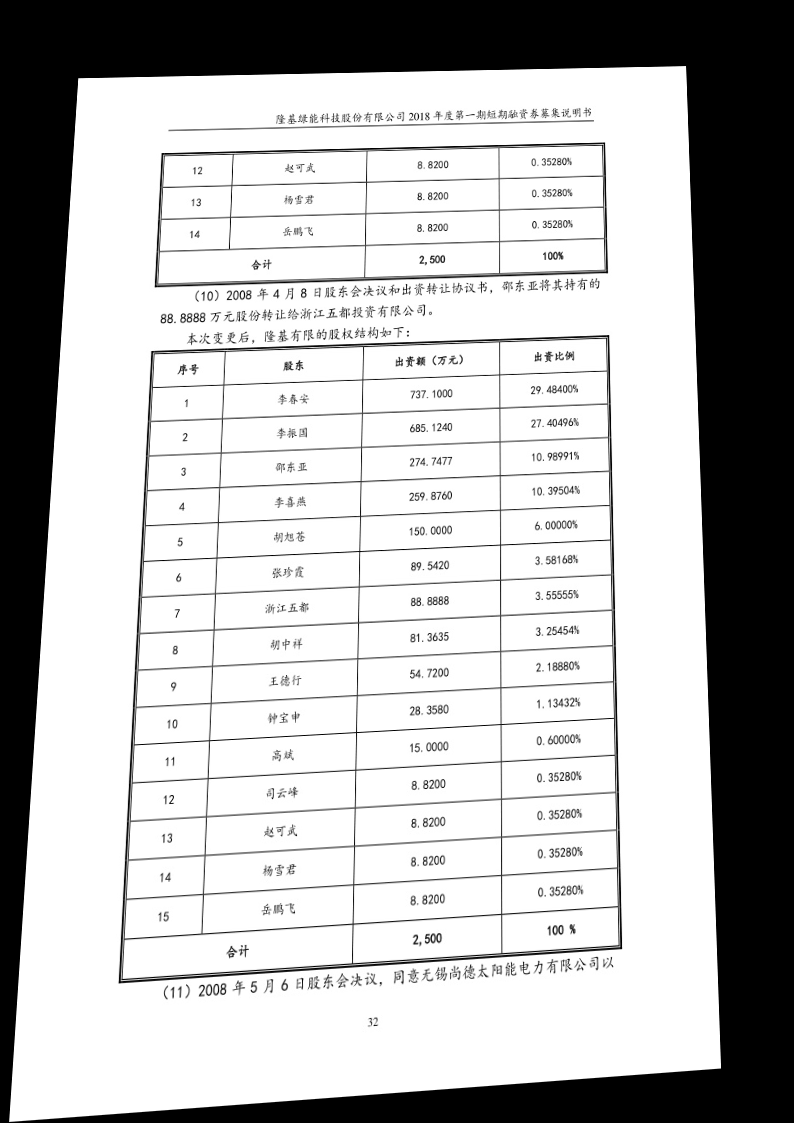 隆基绿能科技股份有限公司 2018 年度第一期短期融资券募集说明书
12 赵可武 8.8200 0.35280%
13 杨雪君 8.8200 0.35280%
14 岳鹏飞 8.8200 0.35280%
合计 2,500 100%
（10）2008 年 4 月 8 日股东会决议和出资转让协议书，邵东亚将其持有的
88.8888 万元股份转让给浙江五都投资有限公司。
本次变更后，隆基有限的股权结构如下：
序号 股东 出资额（万元） 出资比例
1 李春安 737.1000 29.48400%
2 李振国 685.1240 27.40496%
3 邵东亚 274.7477 10.98991%
4 李喜燕 259.8760 10.39504%
5 胡旭苍 150.0000 6.00000%
6 张珍霞 89.5420 3.58168%
7 浙江五都 88.8888 3.55555%
8 胡中祥 81.3635 3.25454%
9 王德行 54.7200 2.18880%
10 钟宝申 28.3580 1.13432%
11 高斌 15.0000 0.60000%
12 司云峰 8.8200 0.35280%
13 赵可武 8.8200 0.35280%
14 杨雪君 8.8200 0.35280%
15 岳鹏飞 8.8200 0.35280%
合计 2,500 100 %
（11）2008 年 5 月 6 日股东会决议，同意无锡尚德太阳能电力有限公司以
32